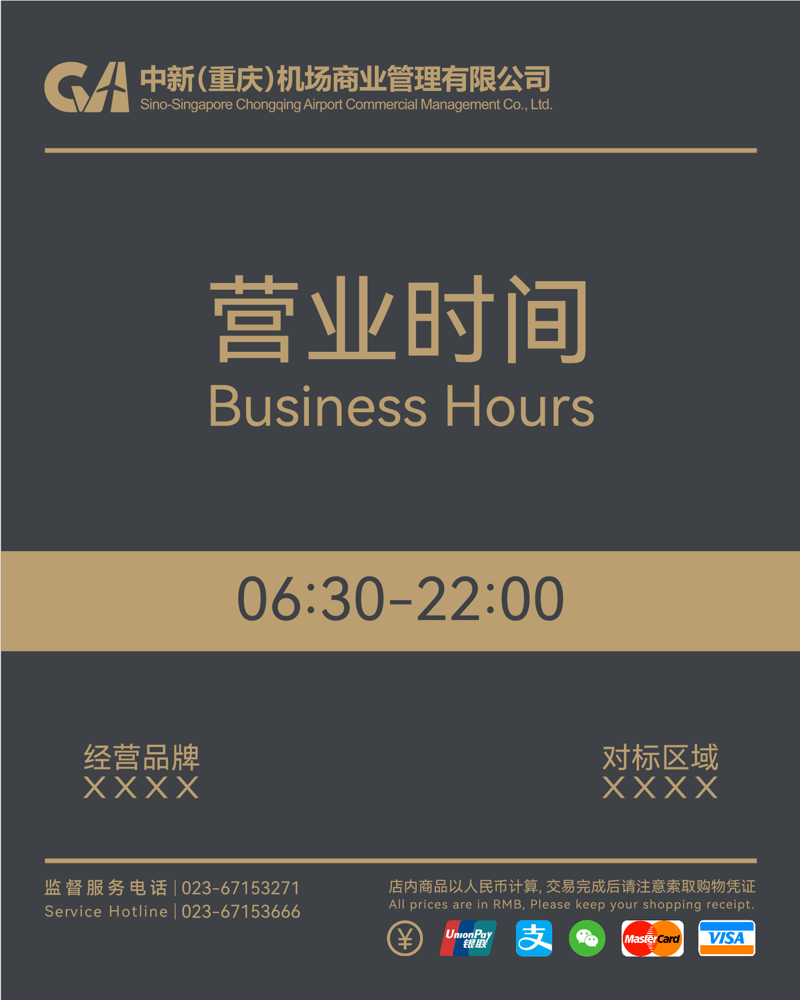 CA 中新（重庆）机场商业管理有限公司
Sino-Singapore Chongqing Airport Commercial Management Co., Ltd.
营业时间
Business Hours
06:30-22:00
经营品牌
XXXX
对标区域
XXXX
监督服务电话|023-67153271
Service Hotline|023-67153666
店内商品以人民币计算, 交易完成后请注意索取购物凭证
All prices are in RMB, Please keep your shopping receipt.
¥ UnionPay 银联 支 MasterCard VISA